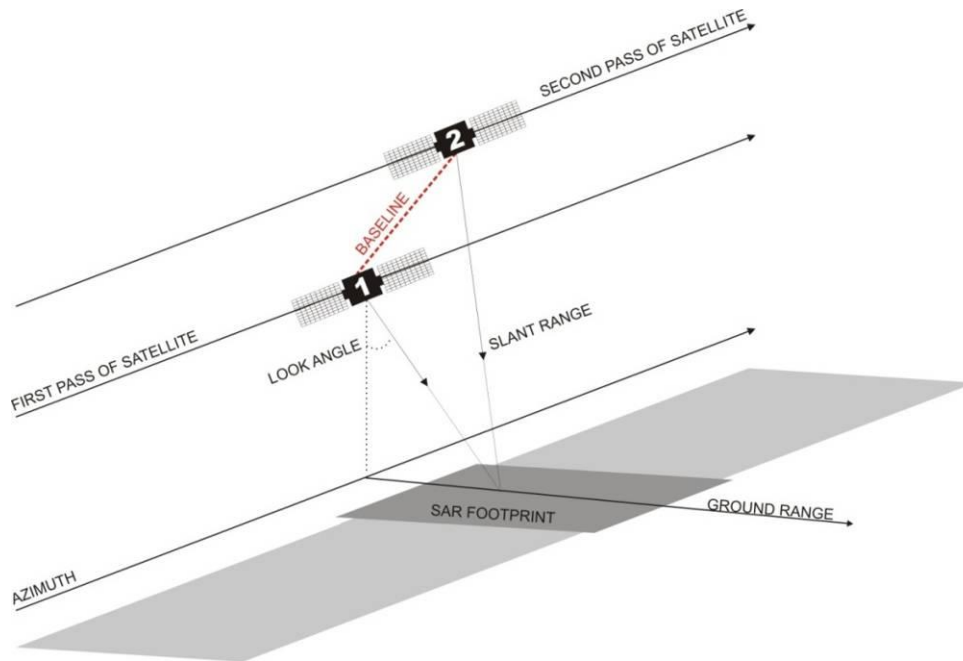 SECOND PASS OF SATELLITE
2
BASELINE
1
FIRST PASS OF SATELLITE
LOOK ANGLE
SLANT RANGE
SAR FOOTPRINT
GROUND RANGE
AZIMUTH